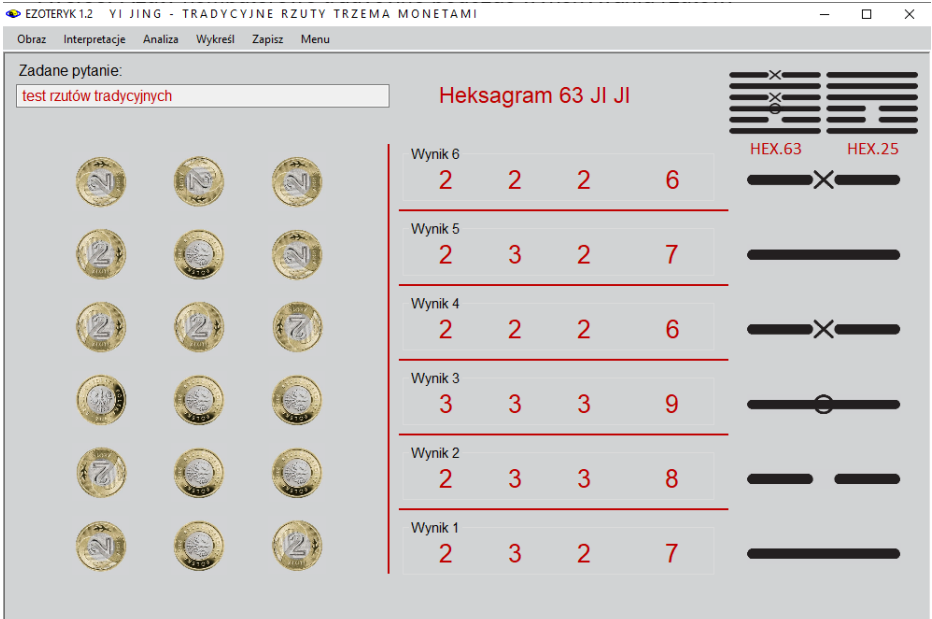 EZOTERYK 1.2 YI JING - TRADYCYJNE RZUTY TRZEMA MONETAMI
Obraz Interpretacje Analiza Wykreśl Zapisz Menu
Zadane pytanie:
test rzutów tradycyjnych
Heksagram 63 JI JI
HEX.63 HEX.25
Wynik 6
2 2 2 6
Wynik 5
2 3 2 7
Wynik 4
2 2 2 6
Wynik 3
3 3 3 9
Wynik 2
2 3 3 8
Wynik 1
2 3 2 7